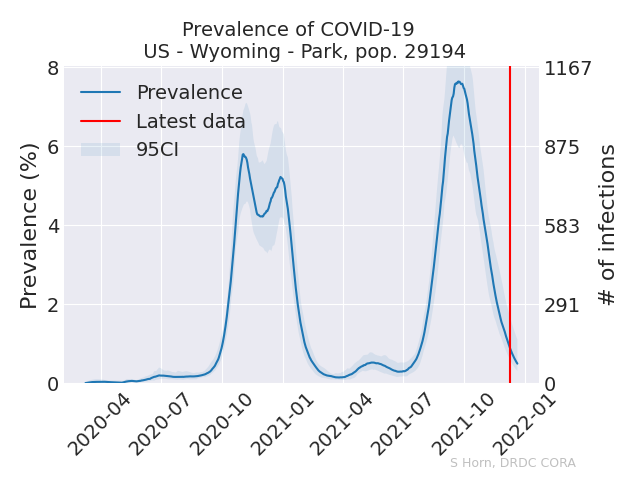 Prevalence of COVID-19
US - Wyoming - Park, pop. 29194
Prevalence
Latest data
95CI
Prevalence (%)
8
6
4
2
0
# of infections
1167
875
583
291
0
2020-04
2020-07
2020-10
2021-01
2021-04
2021-07
2021-10
2022-01
S Horn, DRDC CORA